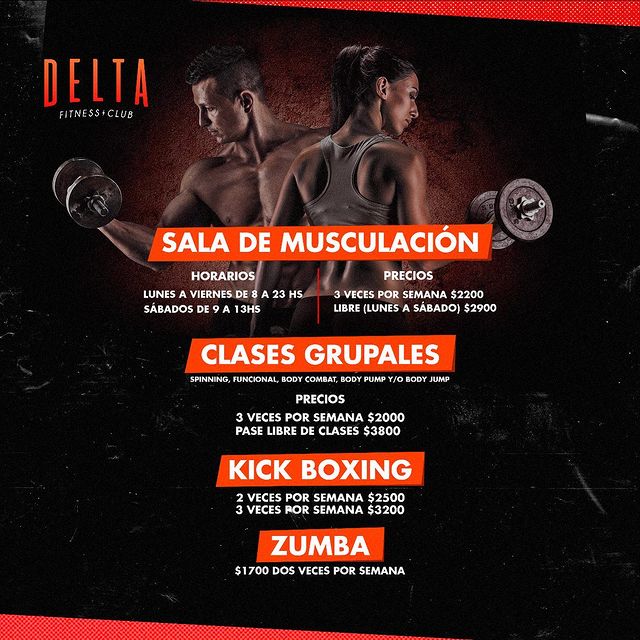 DELTA
FITNESS+CLUB
SALA DE MUSCULACIÓN
HORARIOS
LUNES A VIERNES DE 8 A 23 HS
SÁBADOS DE 9 A 13HS
PRECIOS
3 VECES POR SEMANA $2200
LIBRE (LUNES A SÁBADO) $2900
CLASES GRUPALES
SPINNING, FUNCIONAL, BODY COMBAT, BODY PUMP Y/O BODY JUMP
PRECIOS
3 VECES POR SEMANA $2000
PASE LIBRE DE CLASES $3800
KICK BOXING
2 VECES POR SEMANA $2500
3 VECES POR SEMANA $3200
ZUMBA
$1700 DOS VECES POR SEMANA